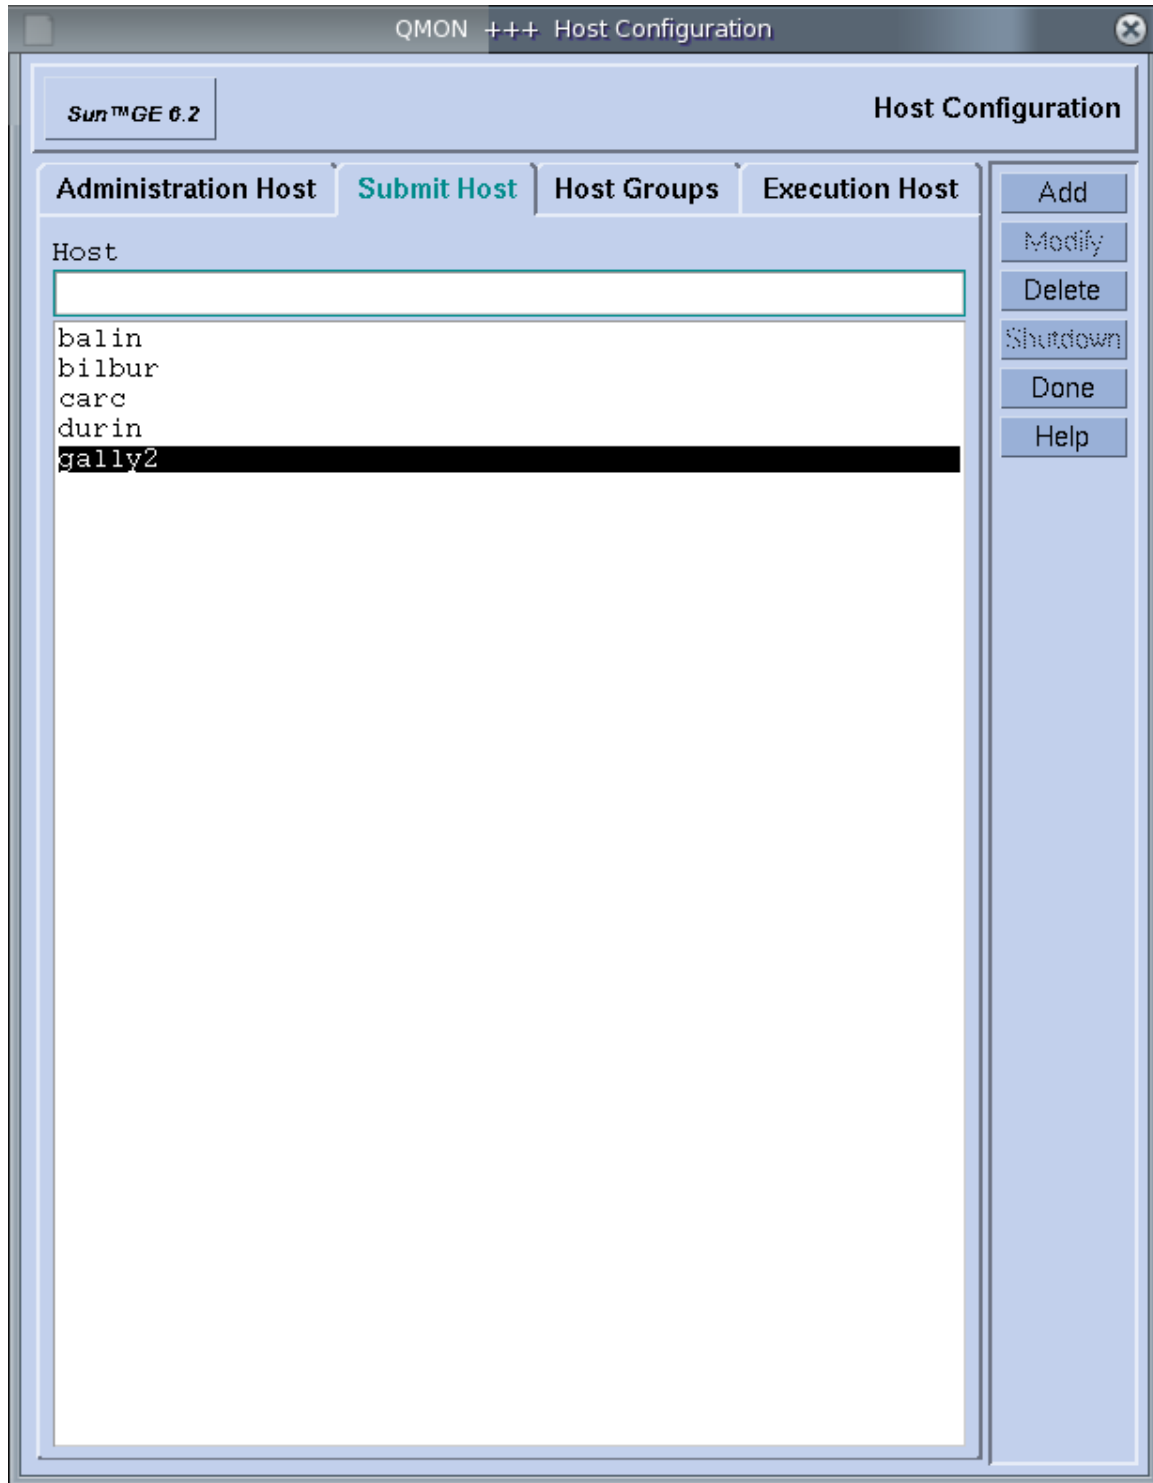 QMON +++ Host Configuration
Sun™GE 6.2
Host Configuration
Administration Host
Submit Host
Host Groups
Execution Host
Host
balin
bilbur
carc
durin
gally2
Add
Modify
Delete
Shutdown
Done
Help